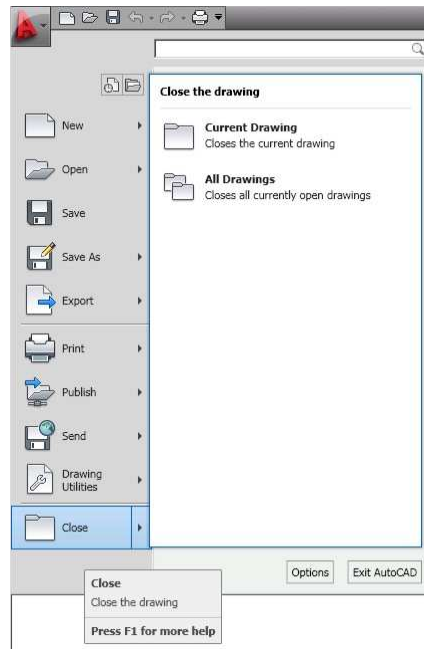 Close the drawing
New
Current Drawing
Closes the current drawing
Open
All Drawings
Closes all currently open drawings
Save
Save As
Export
Print
Publish
Send
Drawing
Utilities
Close
Options
Exit AutoCAD
Close
Close the drawing
Press F1 for more help